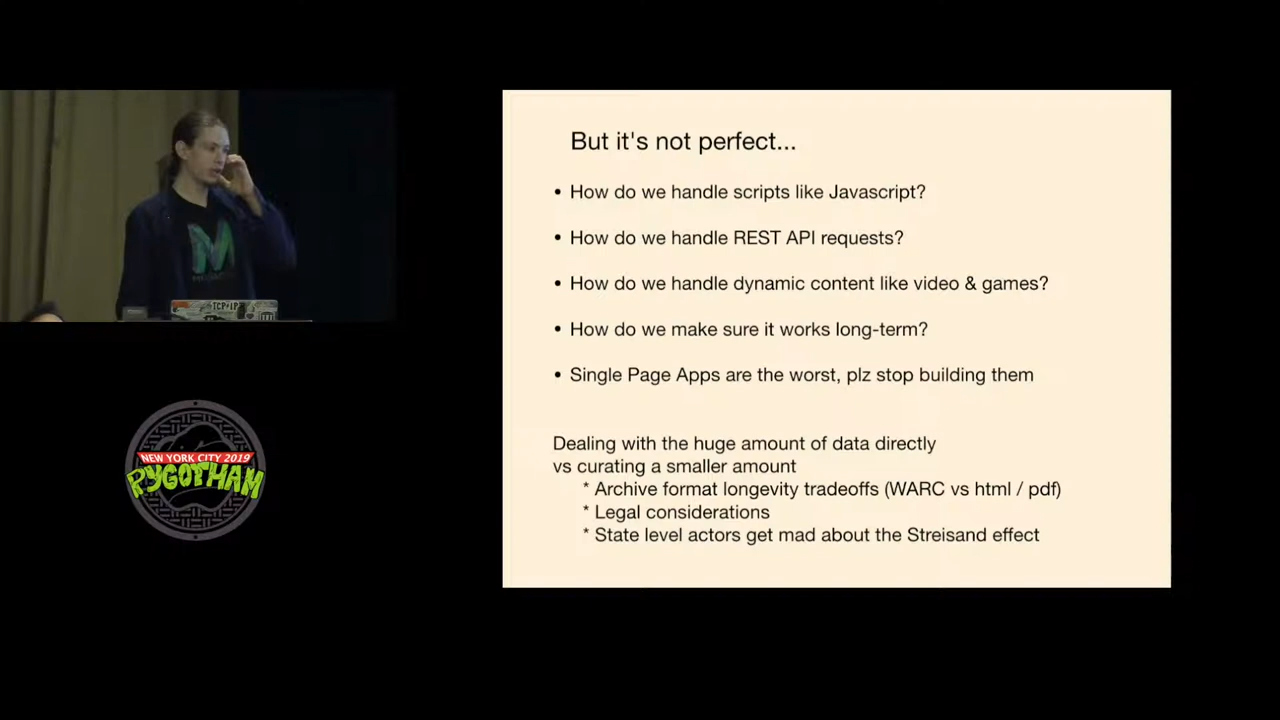 But it's not perfect...
• How do we handle scripts like Javascript?
• How do we handle REST API requests?
• How do we handle dynamic content like video & games?
• How do we make sure it works long-term?
• Single Page Apps are the worst, plz stop building them
Dealing with the huge amount of data directly
vs curating a smaller amount
* Archive format longevity tradeoffs (WARC vs html / pdf)
* Legal considerations
* State level actors get mad about the Streisand effect
TCP+IP
M
NEW YORK CITY 2019
PYGOTHAM